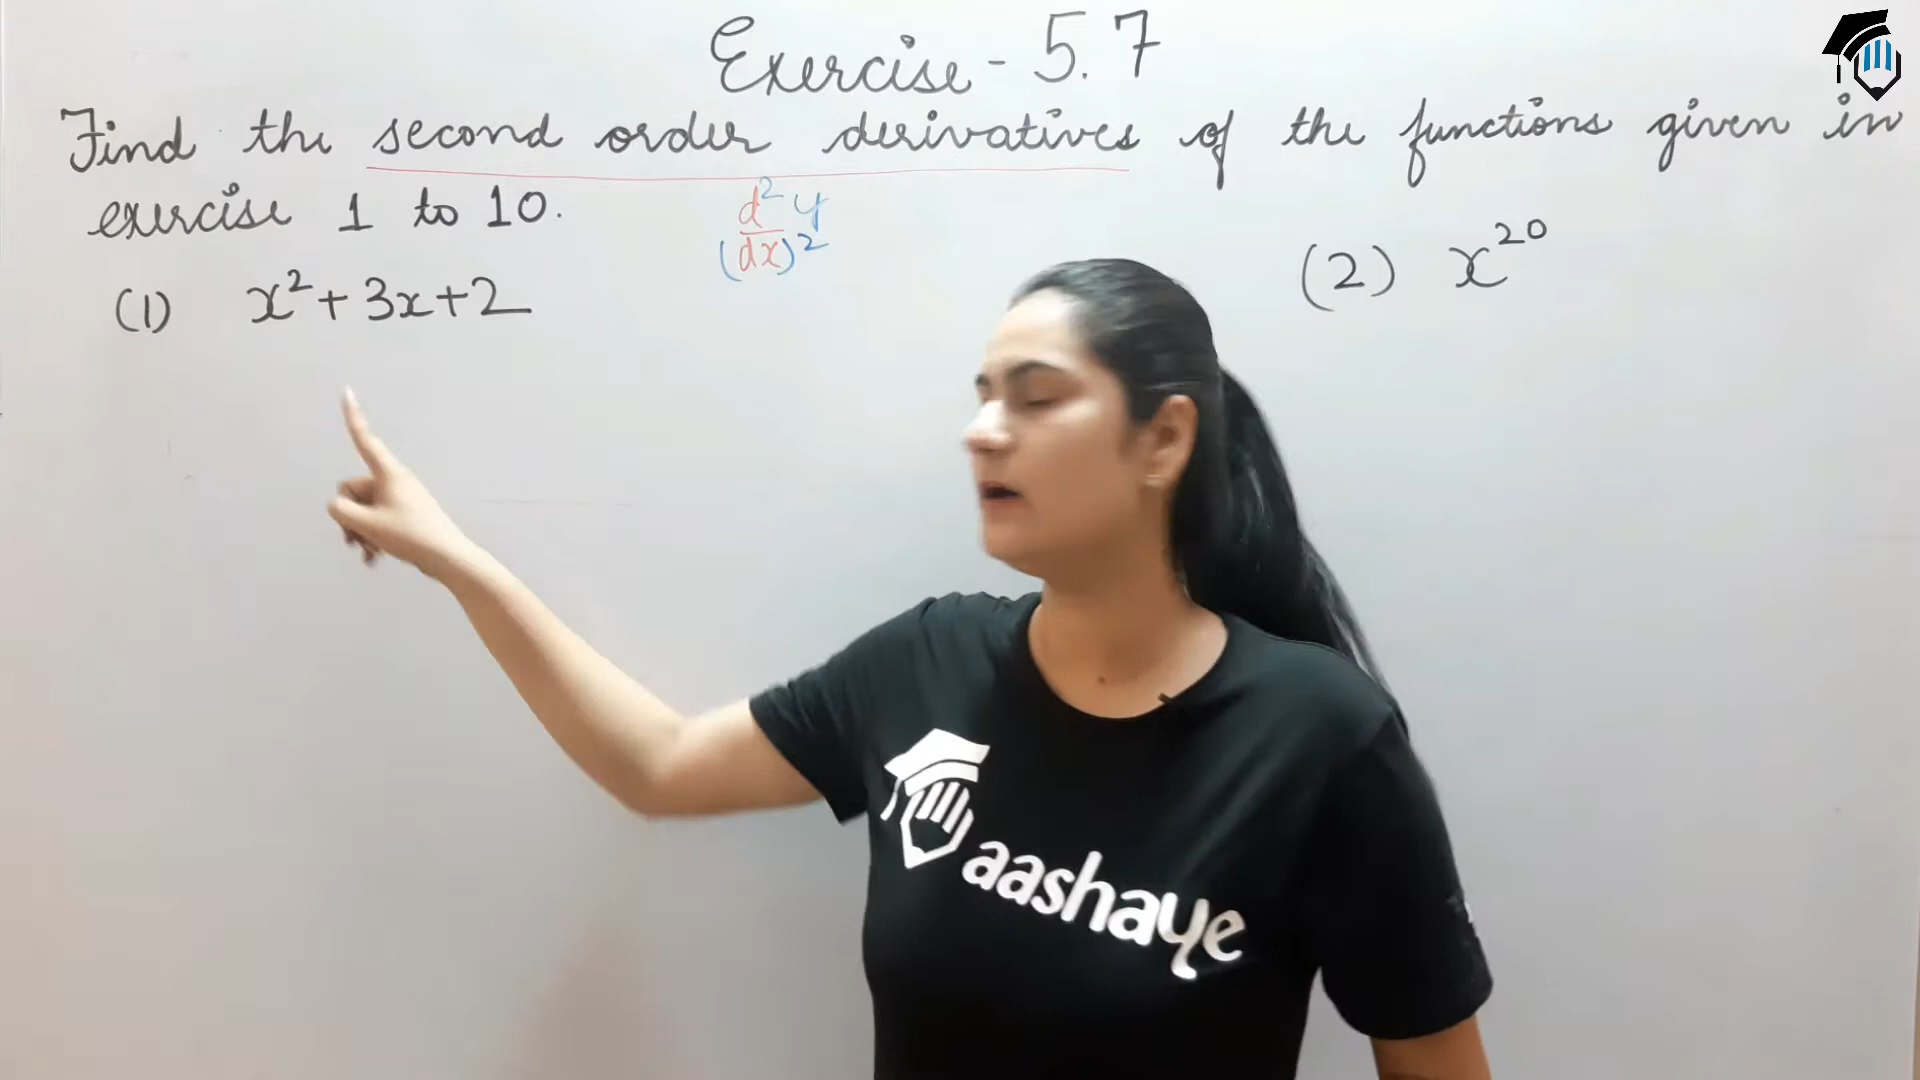 Exercise - 5.7
Find the second order derivatives of the functions given in
exercise 1 to 10.
d²y
(dx)²
(1) x² + 3x + 2
(2) x²⁰
aashaye